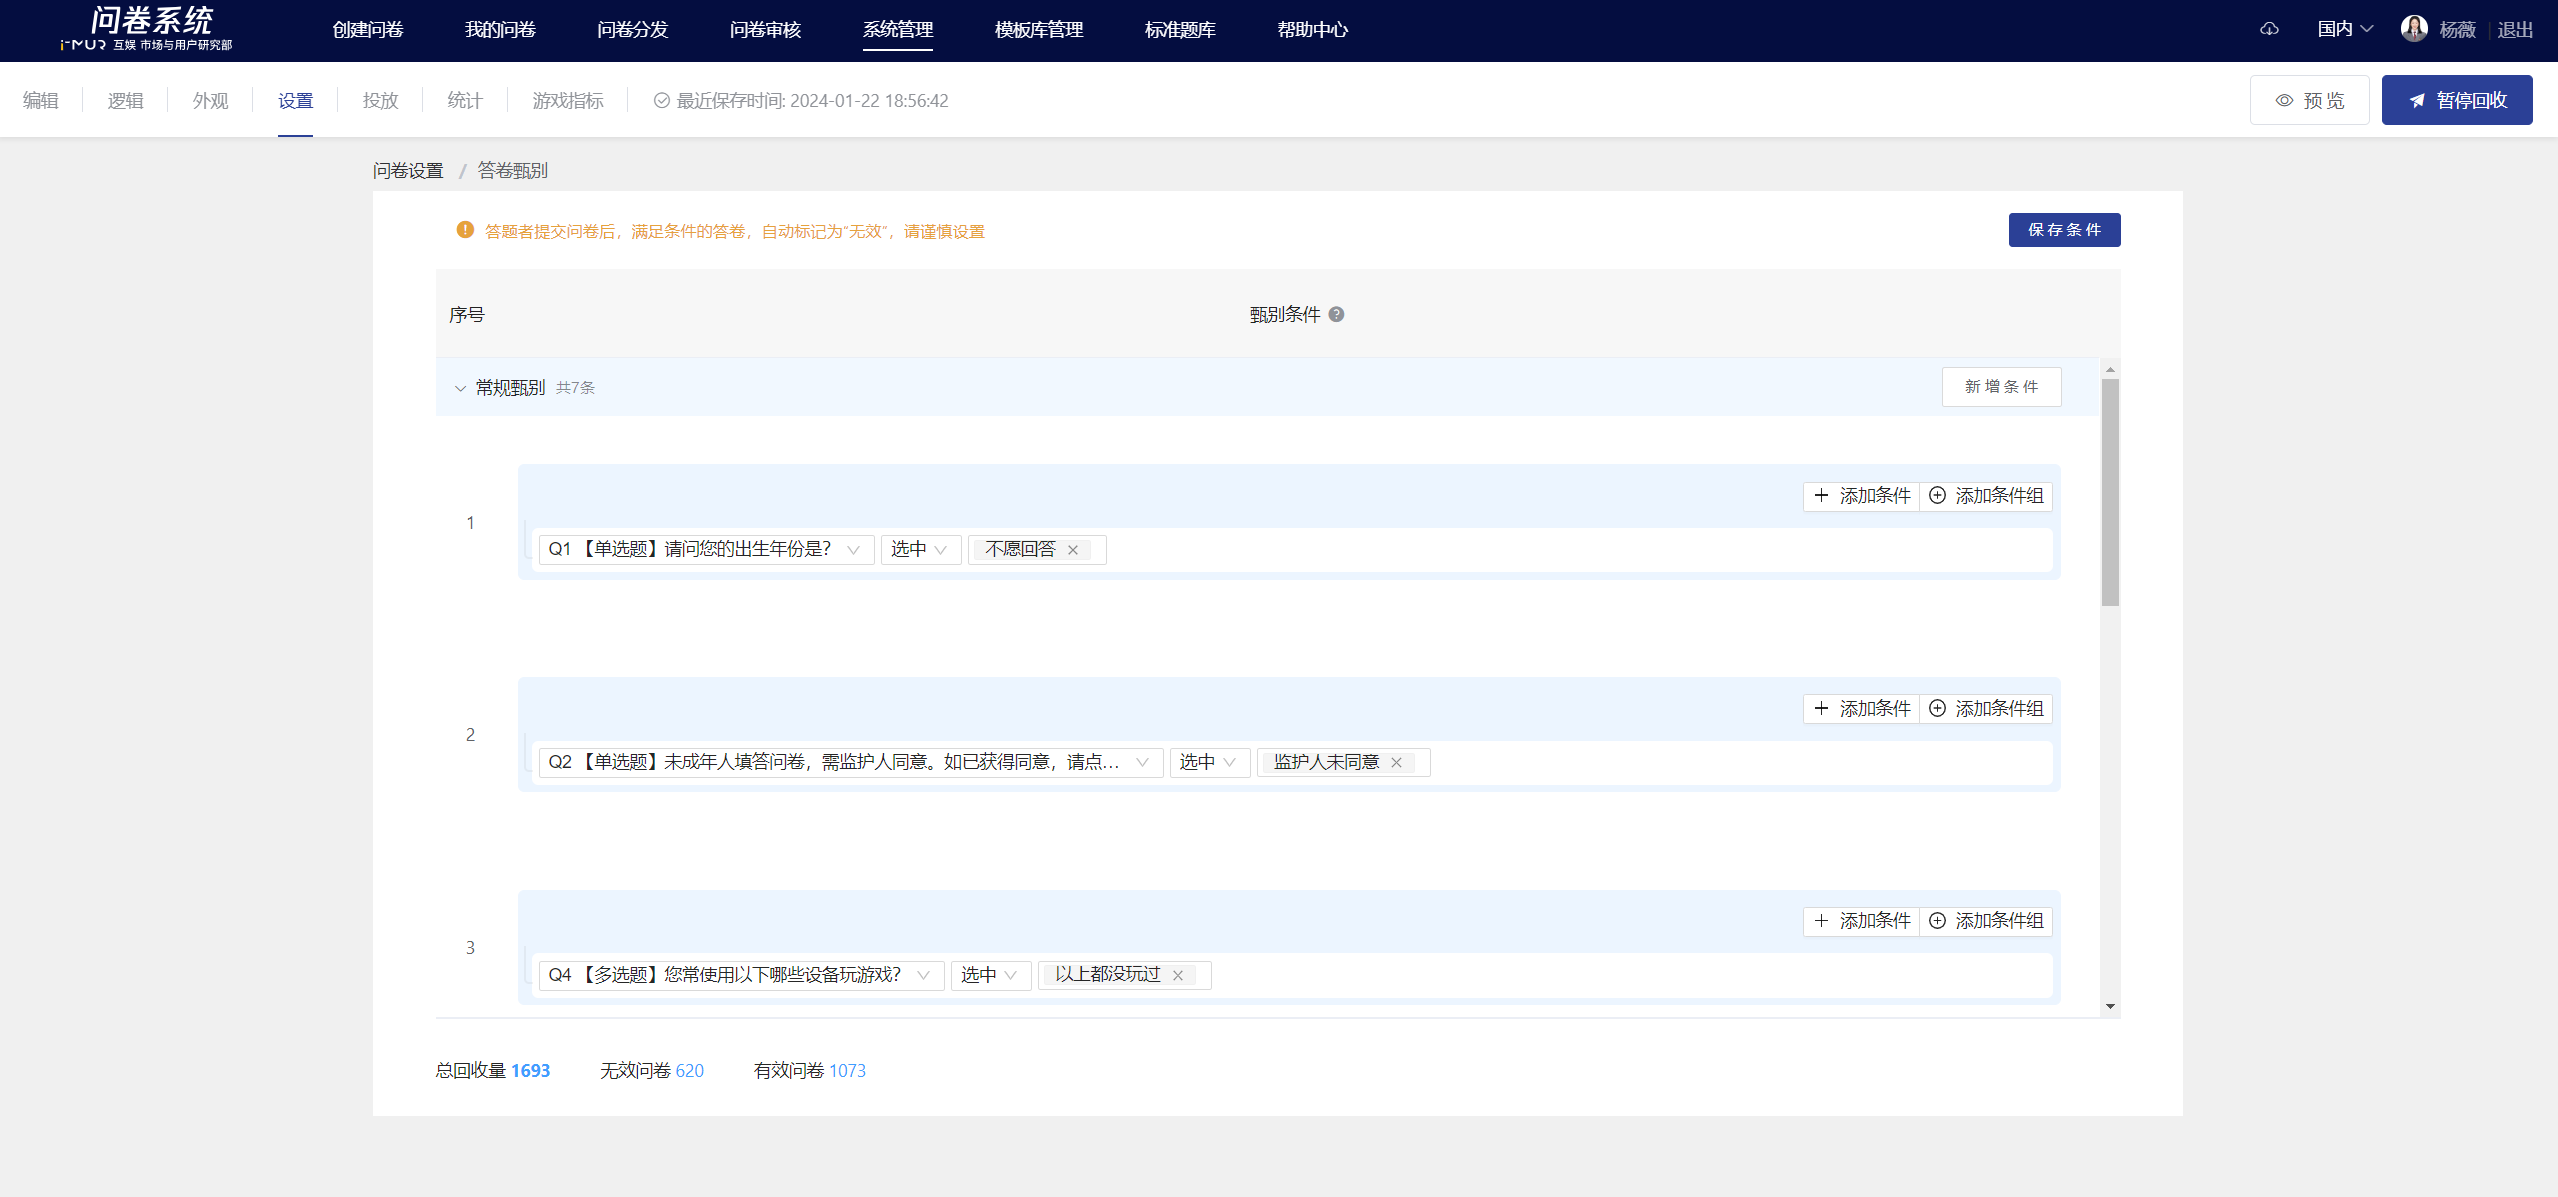 问卷系统
i-MUR 互娱 市场与用户研究部
创建问卷 我的问卷 问卷分发 问卷审核 系统管理 模板库管理 标准题库 帮助中心 国内 杨薇 退出
编辑 逻辑 外观 设置 投放 统计 游戏指标 最近保存时间: 2024-01-22 18:56:42 预 览 暂停回收
问卷设置 / 答卷甄别
答题者提交问卷后，满足条件的答卷，自动标记为“无效”，请谨慎设置 保存条件
序号 甄别条件
常规甄别 共7条 新增条件
添加条件 添加条件组
1
Q1 【单选题】请问您的出生年份是？ 选中 不愿回答
添加条件 添加条件组
2
Q2 【单选题】未成年人填答问卷，需监护人同意。如已获得同意，请点… 选中 监护人未同意
添加条件 添加条件组
3
Q4 【多选题】您常使用以下哪些设备玩游戏？ 选中 以上都没玩过
总回收量 1693 无效问卷 620 有效问卷 1073